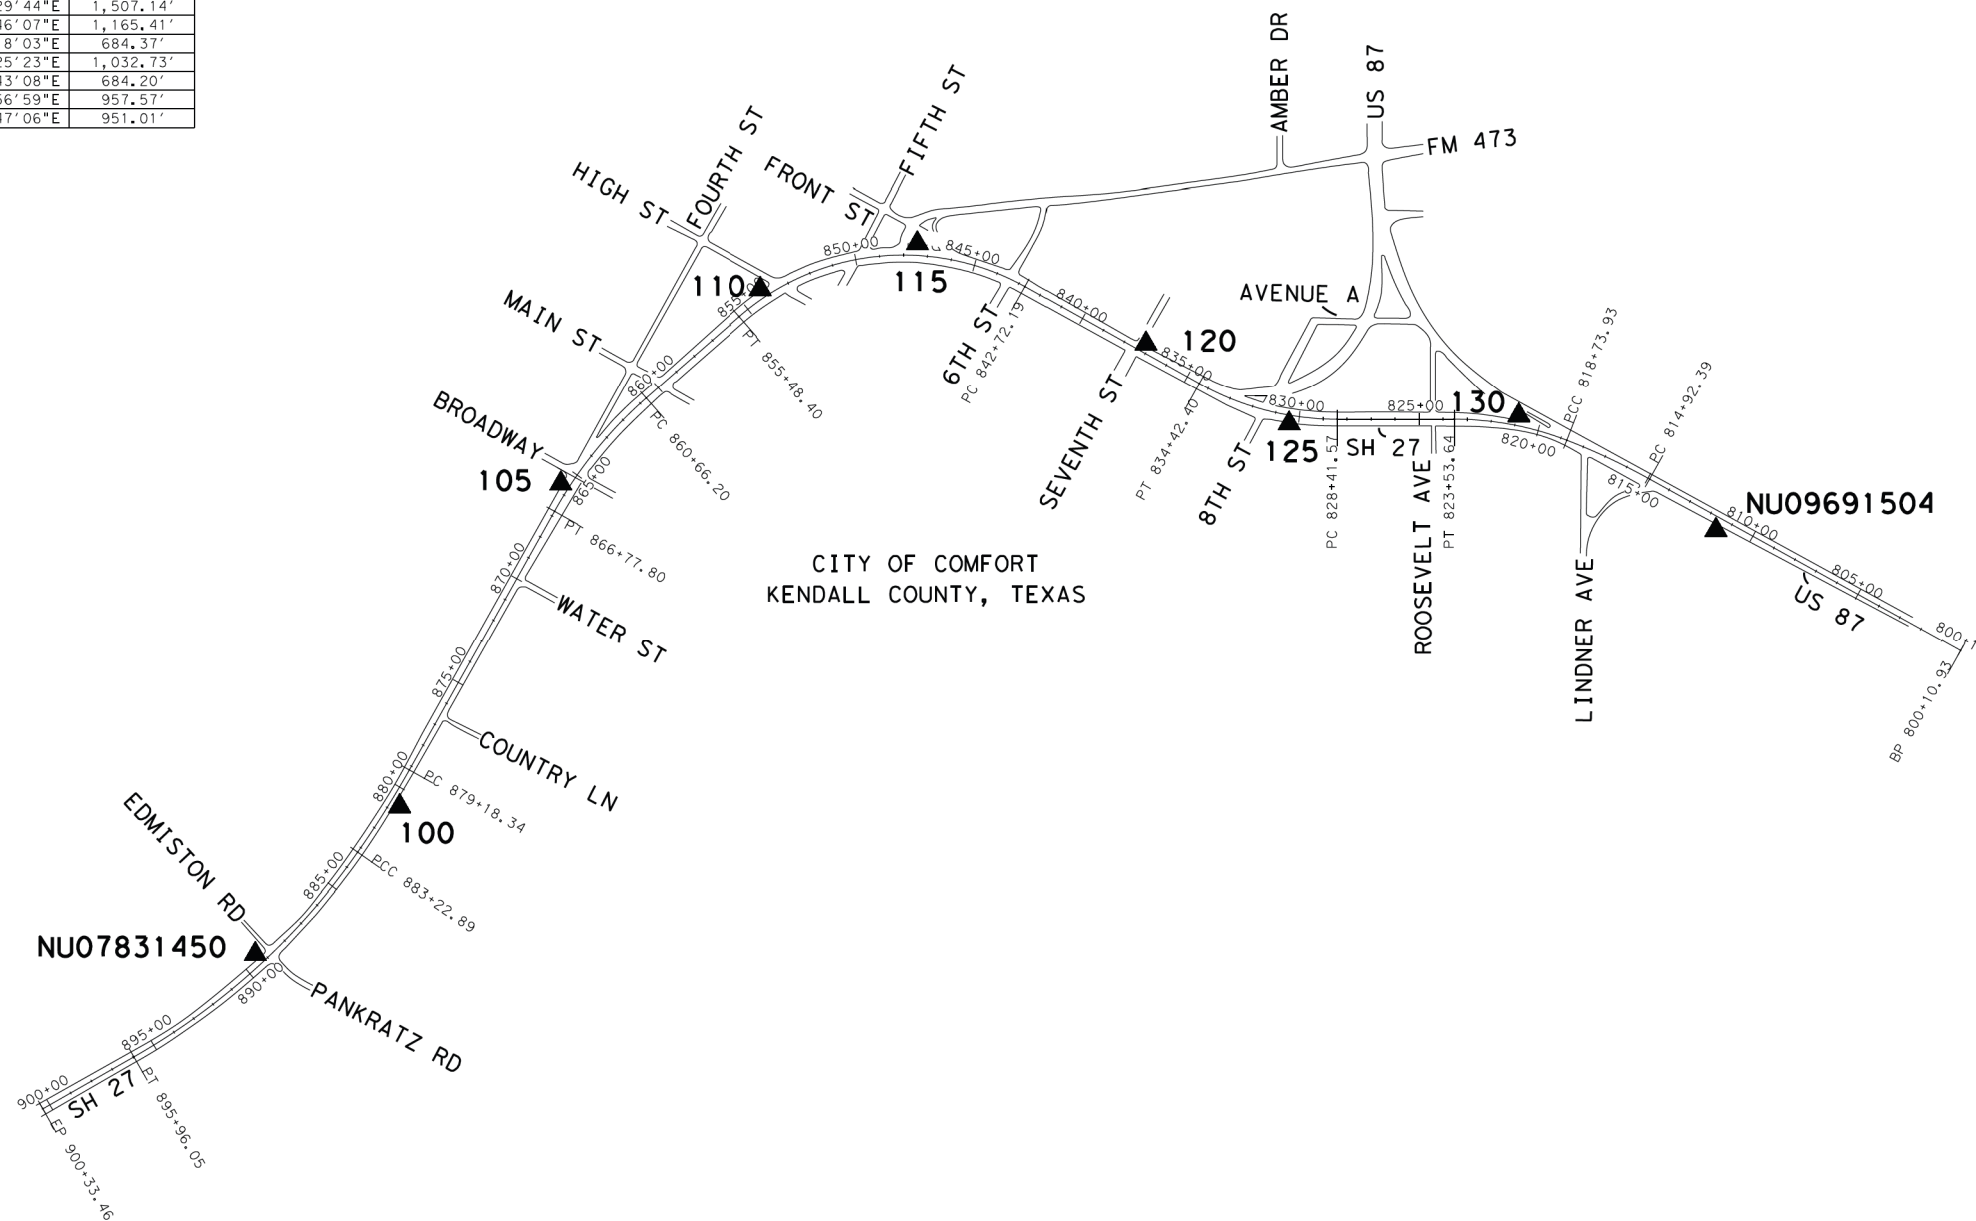 29'44"E 1,507.14'
46'07"E 1,165.41'
8'03"E 684.37'
25'23"E 1,032.73'
43'08"E 684.20'
56'59"E 957.57'
47'06"E 951.01'
AMBER DR
US 87
FM 473
FIFTH ST
FOURTH ST
FRONT ST
HIGH ST
850+00
845+00
115
110
855+00
840+00
AVENUE A
MAIN ST
6TH ST
PC 842+72.19
PT 855+48.40
120
835+00
PCC 818+73.93
PC 814+92.39
860+00
BROADWAY
PC 860+66.20
SEVENTH ST
PT 834+42.40
830+00
825+00
130
820+00
125
SH 27
8TH ST
PC 828+41.57
ROOSEVELT AVE
PT 823+53.64
105
865+00
815+00
NU09691504
810+00
PT 866+77.80
870+00
CITY OF COMFORT
KENDALL COUNTY, TEXAS
LINDNER AVE
805+00
US 87
WATER ST
800+1
BP 800+10.93
875+00
COUNTRY LN
880+00
PC 879+18.34
100
EDMISTON RD
885+00
PCC 883+22.89
NU07831450
890+00
PANKRATZ RD
895+00
900+00
SH 27
PT 895+96.05
EP 900+33.46